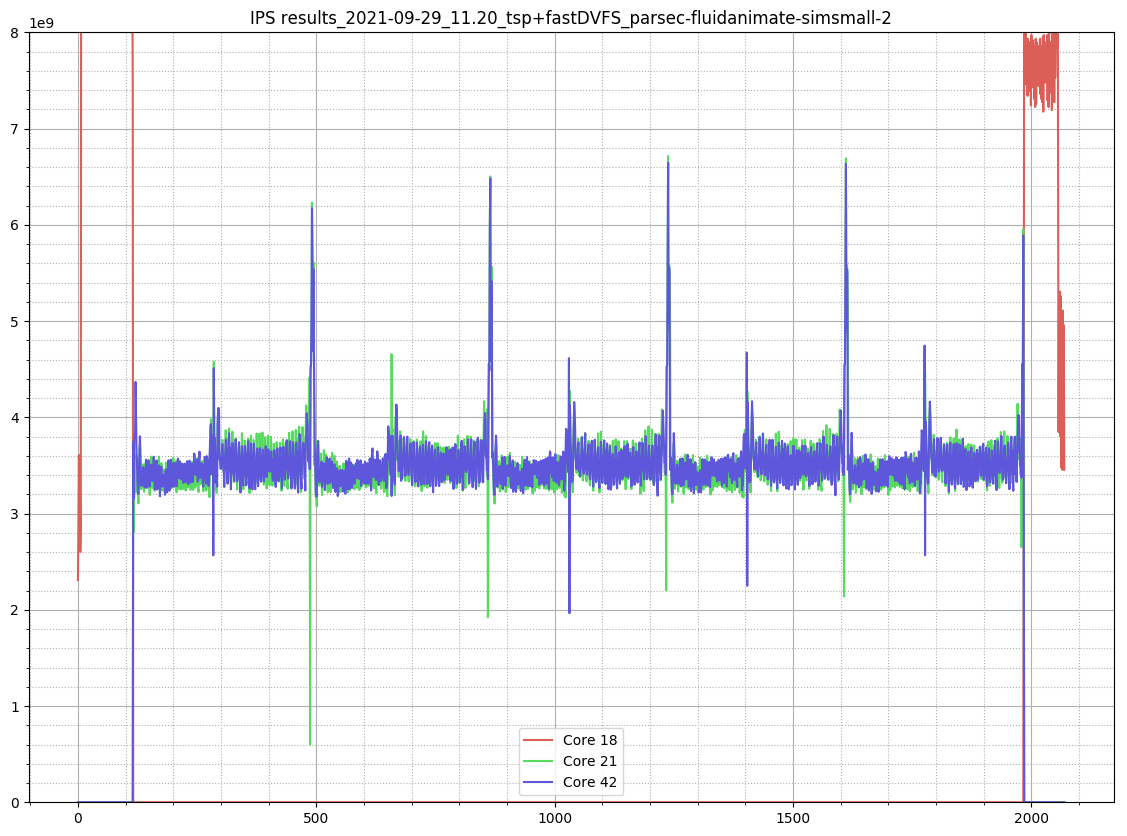 IPS results_2021-09-29_11.20_tsp+fastDVFS_parsec-fluidanimate-simsmall-2
1e9
8
7
6
5
4
3
2
1
0
Core 18
Core 21
Core 42
0 500 1000 1500 2000